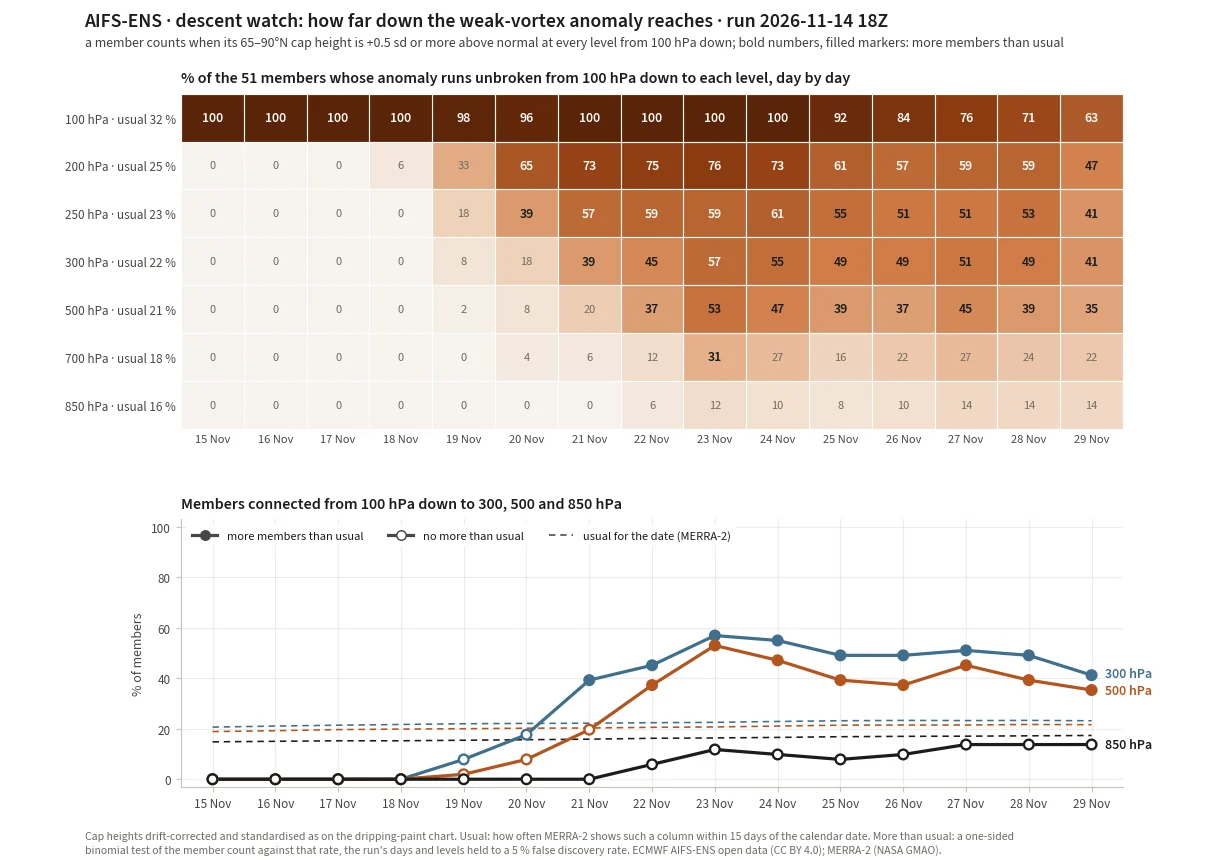 AIFS-ENS · descent watch: how far down the weak-vortex anomaly reaches · run 2026-11-14 18Z
a member counts when its 65–90°N cap height is +0.5 sd or more above normal at every level from 100 hPa down; bold numbers, filled markers: more members than usual
% of the 51 members whose anomaly runs unbroken from 100 hPa down to each level, day by day
100 hPa · usual 32 % 100 100 100 100 98 96 100 100 100 100 92 84 76 71 63
200 hPa · usual 25 % 0 0 0 6 33 65 73 75 76 73 61 57 59 59 47
250 hPa · usual 23 % 0 0 0 0 18 39 57 59 59 61 55 51 51 53 41
300 hPa · usual 22 % 0 0 0 0 8 18 39 45 57 55 49 49 51 49 41
500 hPa · usual 21 % 0 0 0 0 2 8 20 37 53 47 39 37 45 39 35
700 hPa · usual 18 % 0 0 0 0 0 4 6 12 31 27 16 22 27 24 22
850 hPa · usual 16 % 0 0 0 0 0 0 0 6 12 10 8 10 14 14 14
15 Nov 16 Nov 17 Nov 18 Nov 19 Nov 20 Nov 21 Nov 22 Nov 23 Nov 24 Nov 25 Nov 26 Nov 27 Nov 28 Nov 29 Nov
Members connected from 100 hPa down to 300, 500 and 850 hPa
more members than usual no more than usual usual for the date (MERRA-2)
% of members
100
80
60
40
20
0
300 hPa
500 hPa
850 hPa
15 Nov 16 Nov 17 Nov 18 Nov 19 Nov 20 Nov 21 Nov 22 Nov 23 Nov 24 Nov 25 Nov 26 Nov 27 Nov 28 Nov 29 Nov
Cap heights drift-corrected and standardised as on the dripping-paint chart. Usual: how often MERRA-2 shows such a column within 15 days of the calendar date. More than usual: a one-sided
binomial test of the member count against that rate, the run's days and levels held to a 5 % false discovery rate. ECMWF AIFS-ENS open data (CC BY 4.0); MERRA-2 (NASA GMAO).